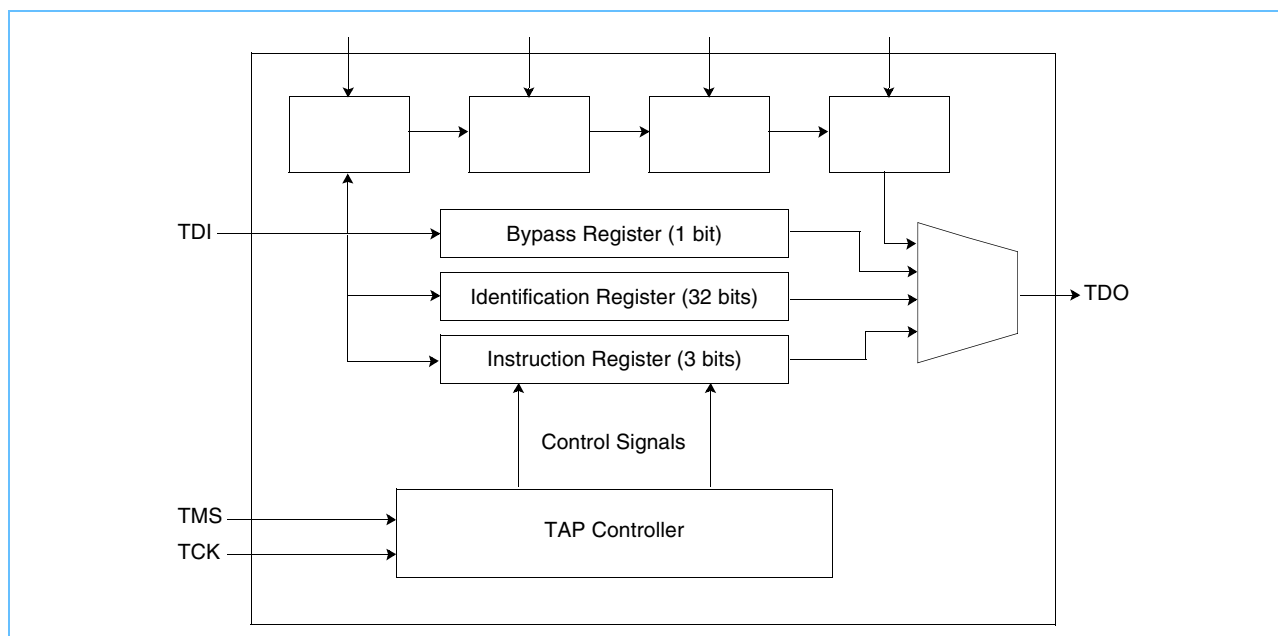 TDI
Bypass Register (1 bit)
Identification Register (32 bits)
TDO
Instruction Register (3 bits)
Control Signals
TMS
TAP Controller
TCK